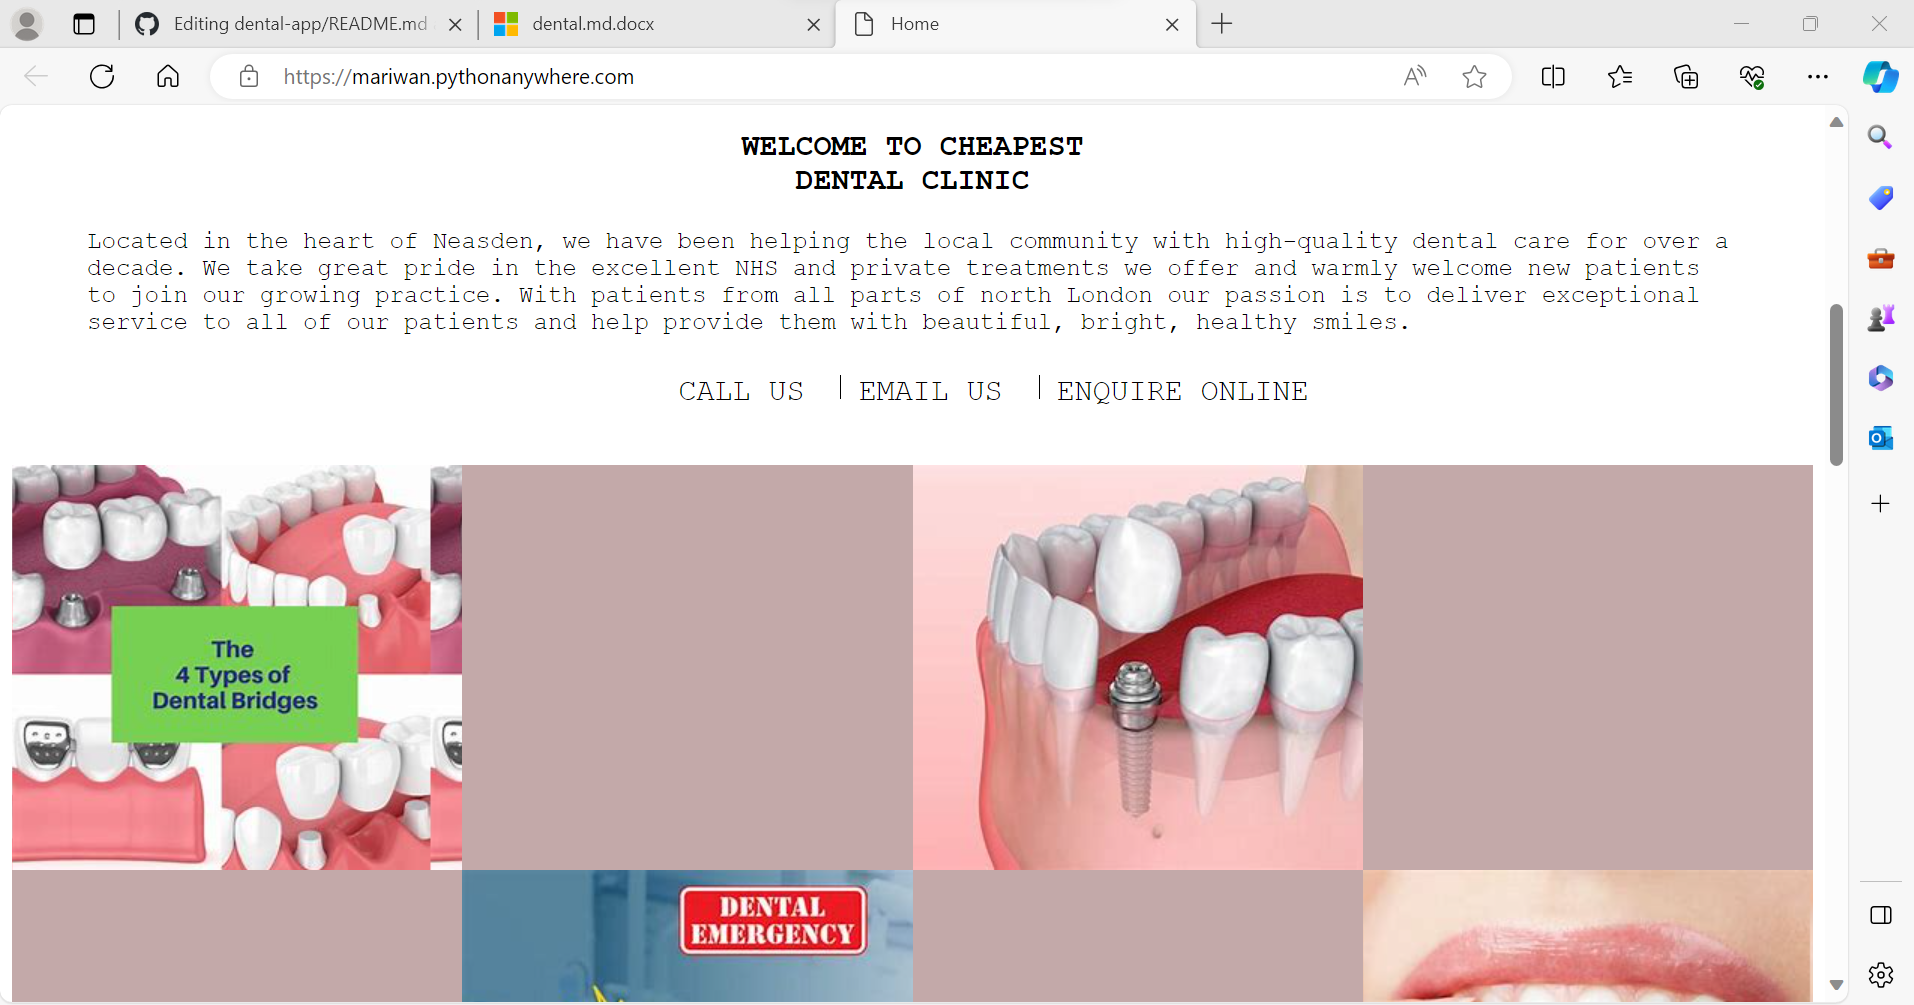 Editing dental-app/README.md
dental.md.docx
Home
https://mariwan.pythonanywhere.com
WELCOME TO CHEAPEST
DENTAL CLINIC
Located in the heart of Neasden, we have been helping the local community with high-quality dental care for over a
decade. We take great pride in the excellent NHS and private treatments we offer and warmly welcome new patients
to join our growing practice. With patients from all parts of north London our passion is to deliver exceptional
service to all of our patients and help provide them with beautiful, bright, healthy smiles.
CALL US | EMAIL US | ENQUIRE ONLINE
The
4 Types of
Dental Bridges
DENTAL
EMERGENCY